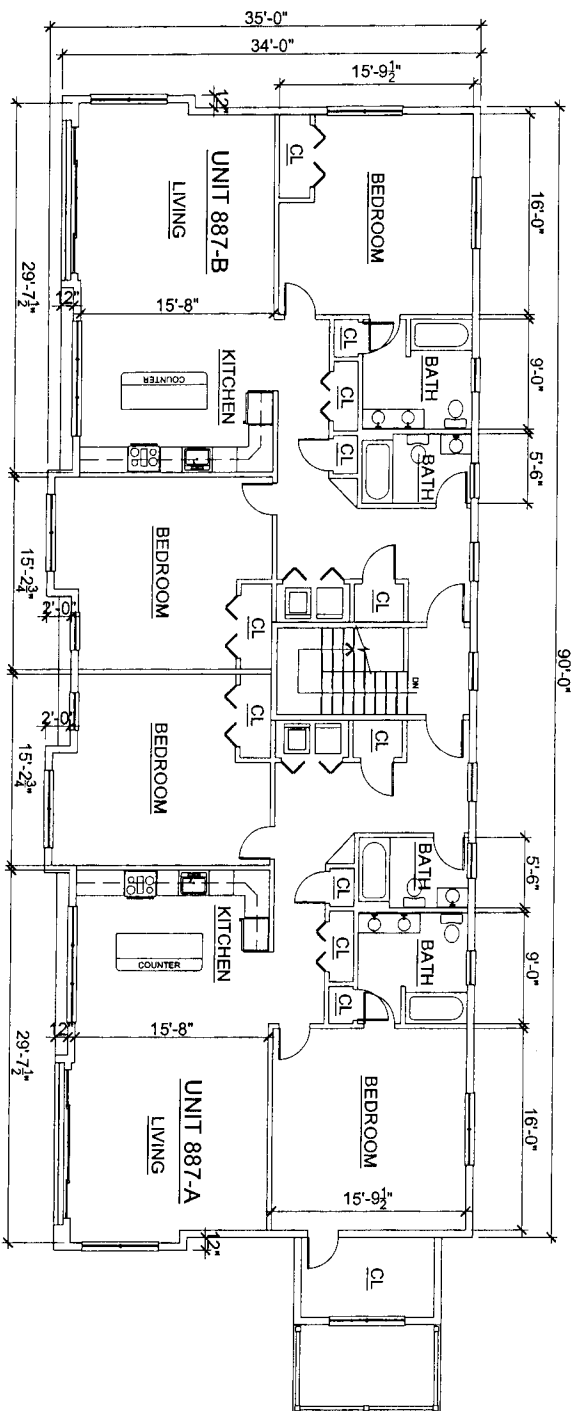 35'-0"
34'-0"
15'-9½"
12"
90'-0"
16'-0"
9'-0"
5'-6"
5'-6"
9'-0"
16'-0"
BEDROOM
CL
UNIT 887-B
LIVING
15'-8"
12"
29'-7½"
KITCHEN
COUNTER
CL
BATH
CL
CL
BATH
BEDROOM
CL
CL
15'-2¾"
2'-0"
DN
BEDROOM
CL
CL
15'-2¾"
2'-0"
BATH
CL
CL
BATH
CL
KITCHEN
COUNTER
15'-8"
12"
29'-7½"
UNIT 887-A
LIVING
BEDROOM
15'-9½"
12"
CL